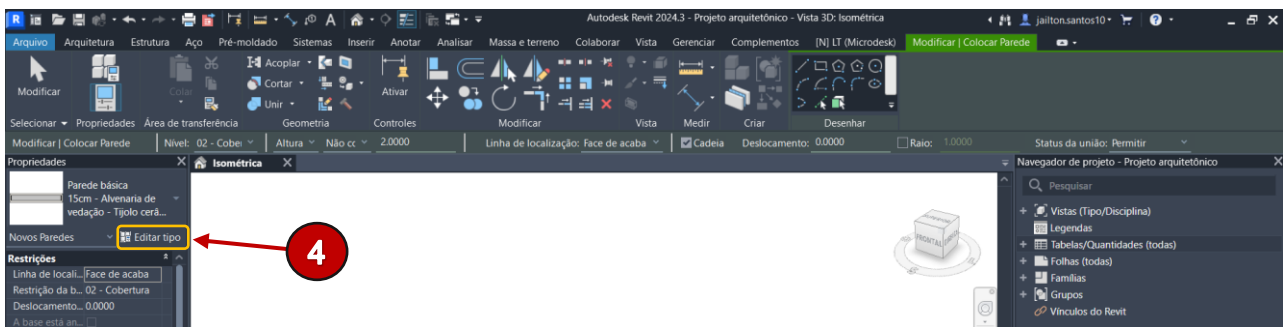 Autodesk Revit 2024.3 - Projeto arquitetônico - Vista 3D: Isométrica
jailton.santos10
Arquivo Arquitetura Estrutura Aço Pré-moldado Sistemas Inserir Anotar Analisar Massa e terreno Colaborar Vista Gerenciar Complementos [N] LT (Microdesk) Modificar | Colocar Parede
Modificar
Colar
Acoplar
Cortar
Unir
Ativar
Selecionar Propriedades Área de transferência Geometria Controles Modificar Vista Medir Criar Desenhar
Modificar | Colocar Parede Nível: 02 - Cober Altura Não cc 2.0000 Linha de localização: Face de acaba Cadeia Deslocamento: 0.0000 Raio: 1.0000 Status da união: Permitir
Propriedades
Parede básica
15cm - Alvenaria de
vedação - Tijolo cerâ...
Novos Paredes Editar tipo
Restrições
Linha de locali... Face de acaba
Restrição da b... 02 - Cobertura
Deslocamento... 0.0000
A base está an...
Isométrica
4
FRONTAL
Navegador de projeto - Projeto arquitetônico
Pesquisar
Vistas (Tipo/Disciplina)
Legendas
Tabelas/Quantidades (todas)
Folhas (todas)
Famílias
Grupos
Vínculos do Revit